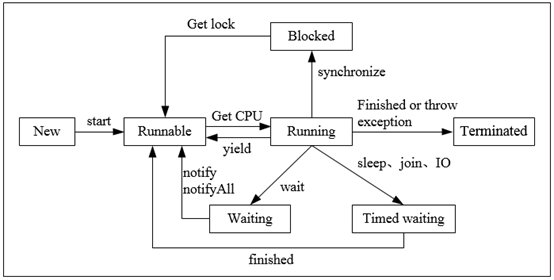 Get lock
Blocked
synchronize
New
start
Runnable
Get CPU
yield
Running
Finished or throw
exception
Terminated
sleep、join、IO
notify
notifyAll
wait
Waiting
Timed waiting
finished